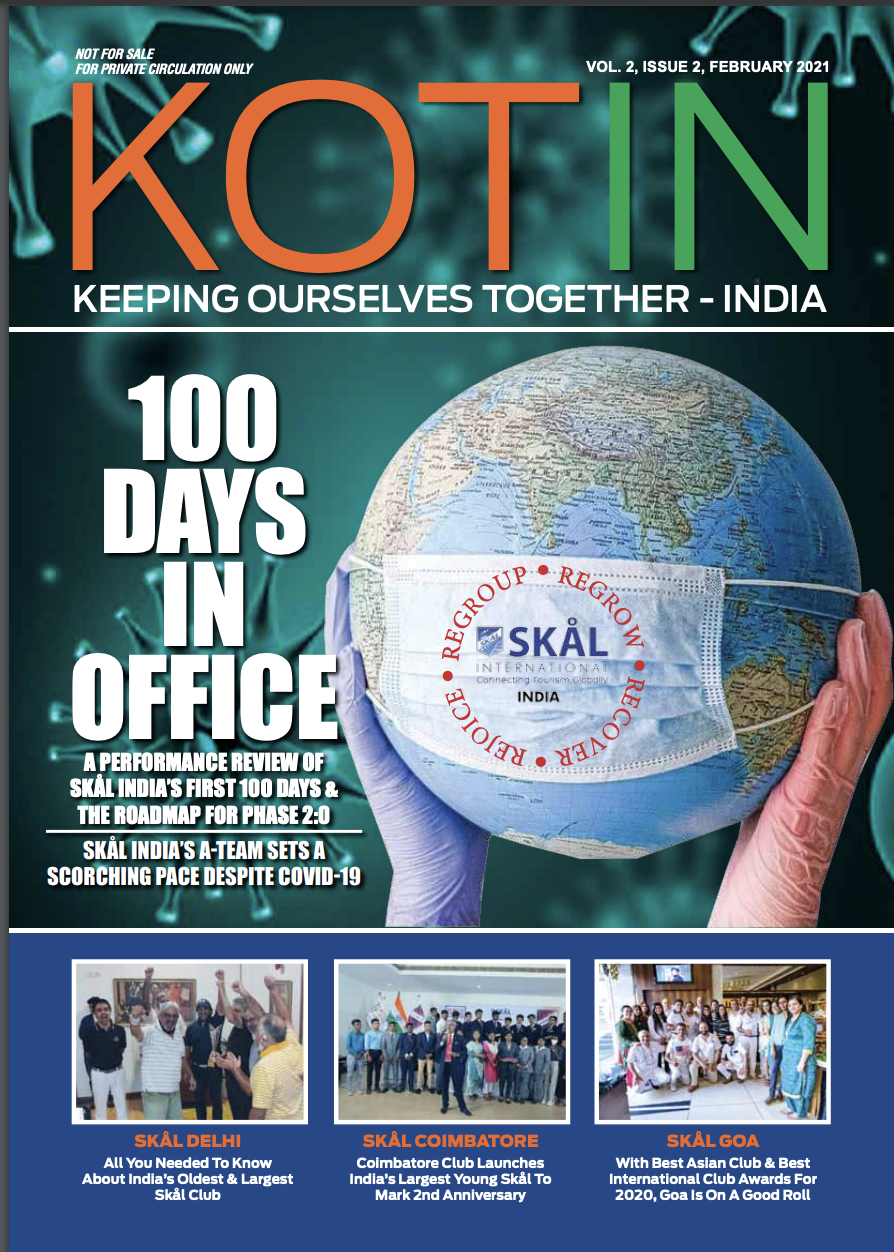 NOT FOR SALE
FOR PRIVATE CIRCULATION ONLY
VOL. 2, ISSUE 2, FEBRUARY 2021
KOTIN
KEEPING OURSELVES TOGETHER - INDIA
100
DAYS
IN
OFFICE
A PERFORMANCE REVIEW OF
SKÅL INDIA'S FIRST 100 DAYS &
THE ROADMAP FOR PHASE 2:0
SKÅL INDIA'S A-TEAM SETS A
SCORCHING PACE DESPITE COVID-19
REGROUP • REGROW • RECOVER • REJOICE •
SKÅL
INTERNATIONAL
Connecting Tourism Globally
INDIA
SKÅL DELHI
All You Needed To Know
About India's Oldest & Largest
Skål Club
SKÅL COIMBATORE
Coimbatore Club Launches
India's Largest Young Skål To
Mark 2nd Anniversary
SKÅL GOA
With Best Asian Club & Best
International Club Awards For
2020, Goa Is On A Good Roll